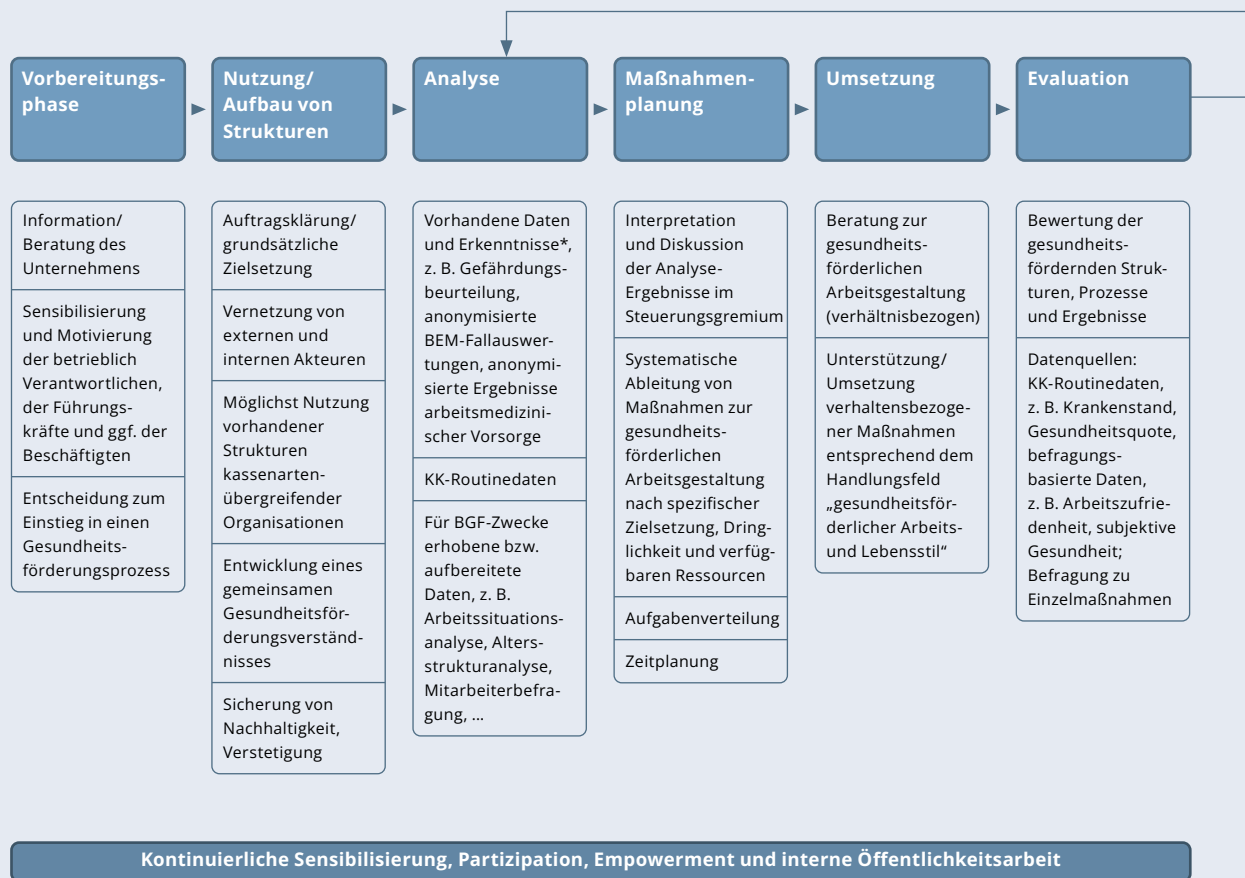 Vorbereitungs-
phase
Nutzung/
Aufbau von
Strukturen
Analyse
Maßnahmen-
planung
Umsetzung
Evaluation
Information/
Beratung des
Unternehmens
Sensibilisierung
und Motivierung
der betrieblich
Verantwortlichen,
der Führungs-
kräfte und ggf. der
Beschäftigten
Entscheidung zum
Einstieg in einen
Gesundheits-
förderungsprozess
Auftragsklärung/
grundsätzliche
Zielsetzung
Vernetzung von
externen und
internen Akteuren
Möglichst Nutzung
vorhandener
Strukturen
kassenarten-
übergreifender
Organisationen
Entwicklung eines
gemeinsamen
Gesundheitsför-
derungsverständ-
nisses
Sicherung von
Nachhaltigkeit,
Verstetigung
Vorhandene Daten
und Erkenntnisse*,
z. B. Gefährdungs-
beurteilung,
anonymisierte
BEM-Fallauswer-
tungen, anonymi-
sierte Ergebnisse
arbeitsmedizini-
scher Vorsorge
KK-Routinedaten
Für BGF-Zwecke
erhobene bzw.
aufbereitete
Daten, z. B.
Arbeitssituations-
analyse, Alters-
strukturanalyse,
Mitarbeiterbefra-
gung, ...
Interpretation
und Diskussion
der Analyse-
Ergebnisse im
Steuerungsgremium
Systematische
Ableitung von
Maßnahmen zur
gesundheits-
förderlichen
Arbeitsgestaltung
nach spezifischer
Zielsetzung, Dring-
lichkeit und verfüg-
baren Ressourcen
Aufgabenverteilung
Zeitplanung
Beratung zur
gesundheits-
förderlichen
Arbeitsgestaltung
(verhältnisbezogen)
Unterstützung/
Umsetzung
verhaltensbezoge-
ner Maßnahmen
entsprechend dem
Handlungsfeld
„gesundheitsför-
derlicher Arbeits-
und Lebensstil“
Bewertung der
gesundheits-
fördernden Struk-
turen, Prozesse
und Ergebnisse
Datenquellen:
KK-Routinedaten,
z. B. Krankenstand,
Gesundheitsquote,
befragungs-
basierte Daten,
z. B. Arbeitszufrie-
denheit, subjektive
Gesundheit;
Befragung zu
Einzelmaßnahmen
Kontinuierliche Sensibilisierung, Partizipation, Empowerment und interne Öffentlichkeitsarbeit